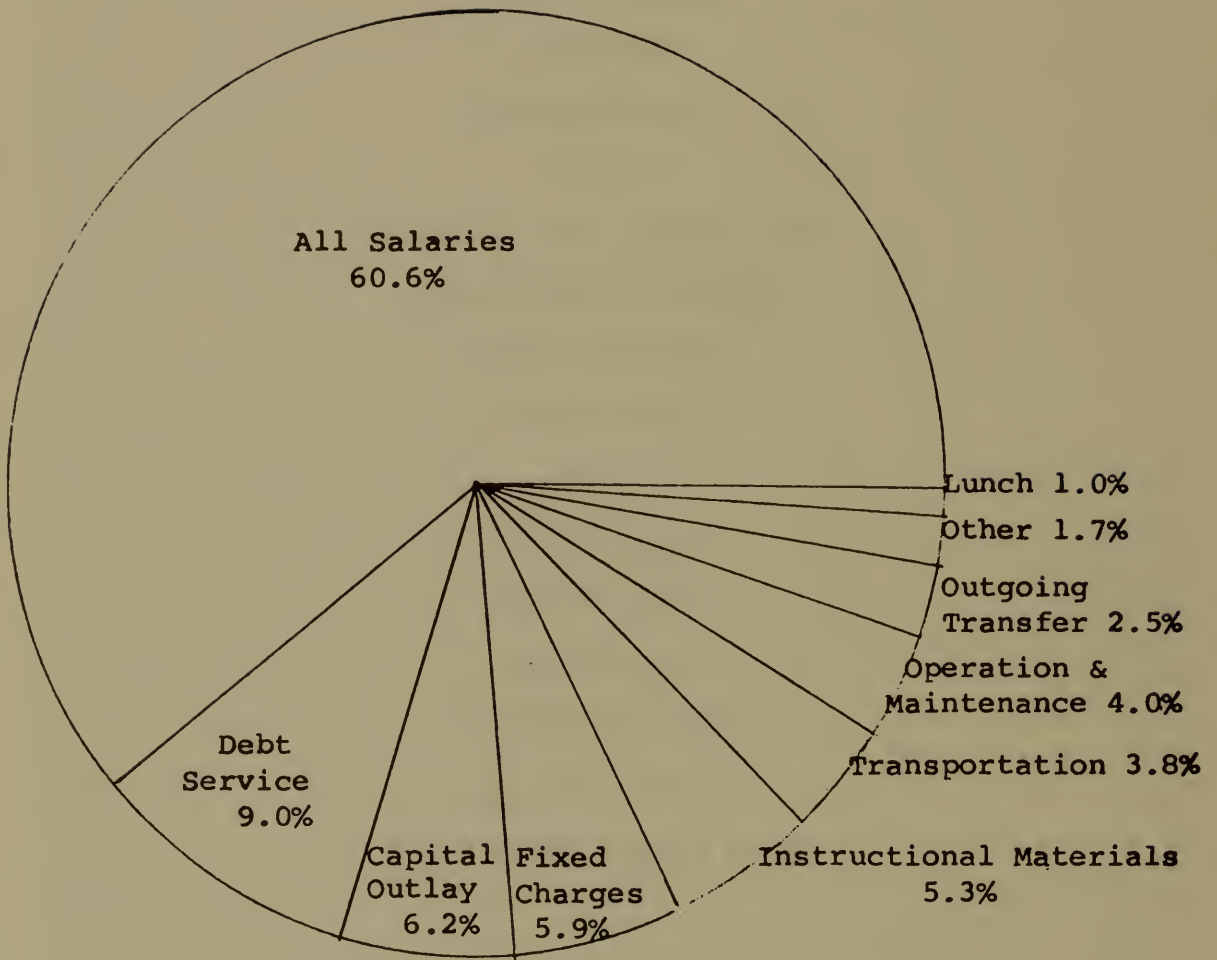 All Salaries
60.6%
Lunch 1.0%
Other 1.7%
Outgoing
Transfer 2.5%
Operation &
Maintenance 4.0%
Transportation 3.8%
Instructional Materials
5.3%
Fixed
Charges
5.9%
Capital
Outlay
6.2%
Debt
Service
9.0%